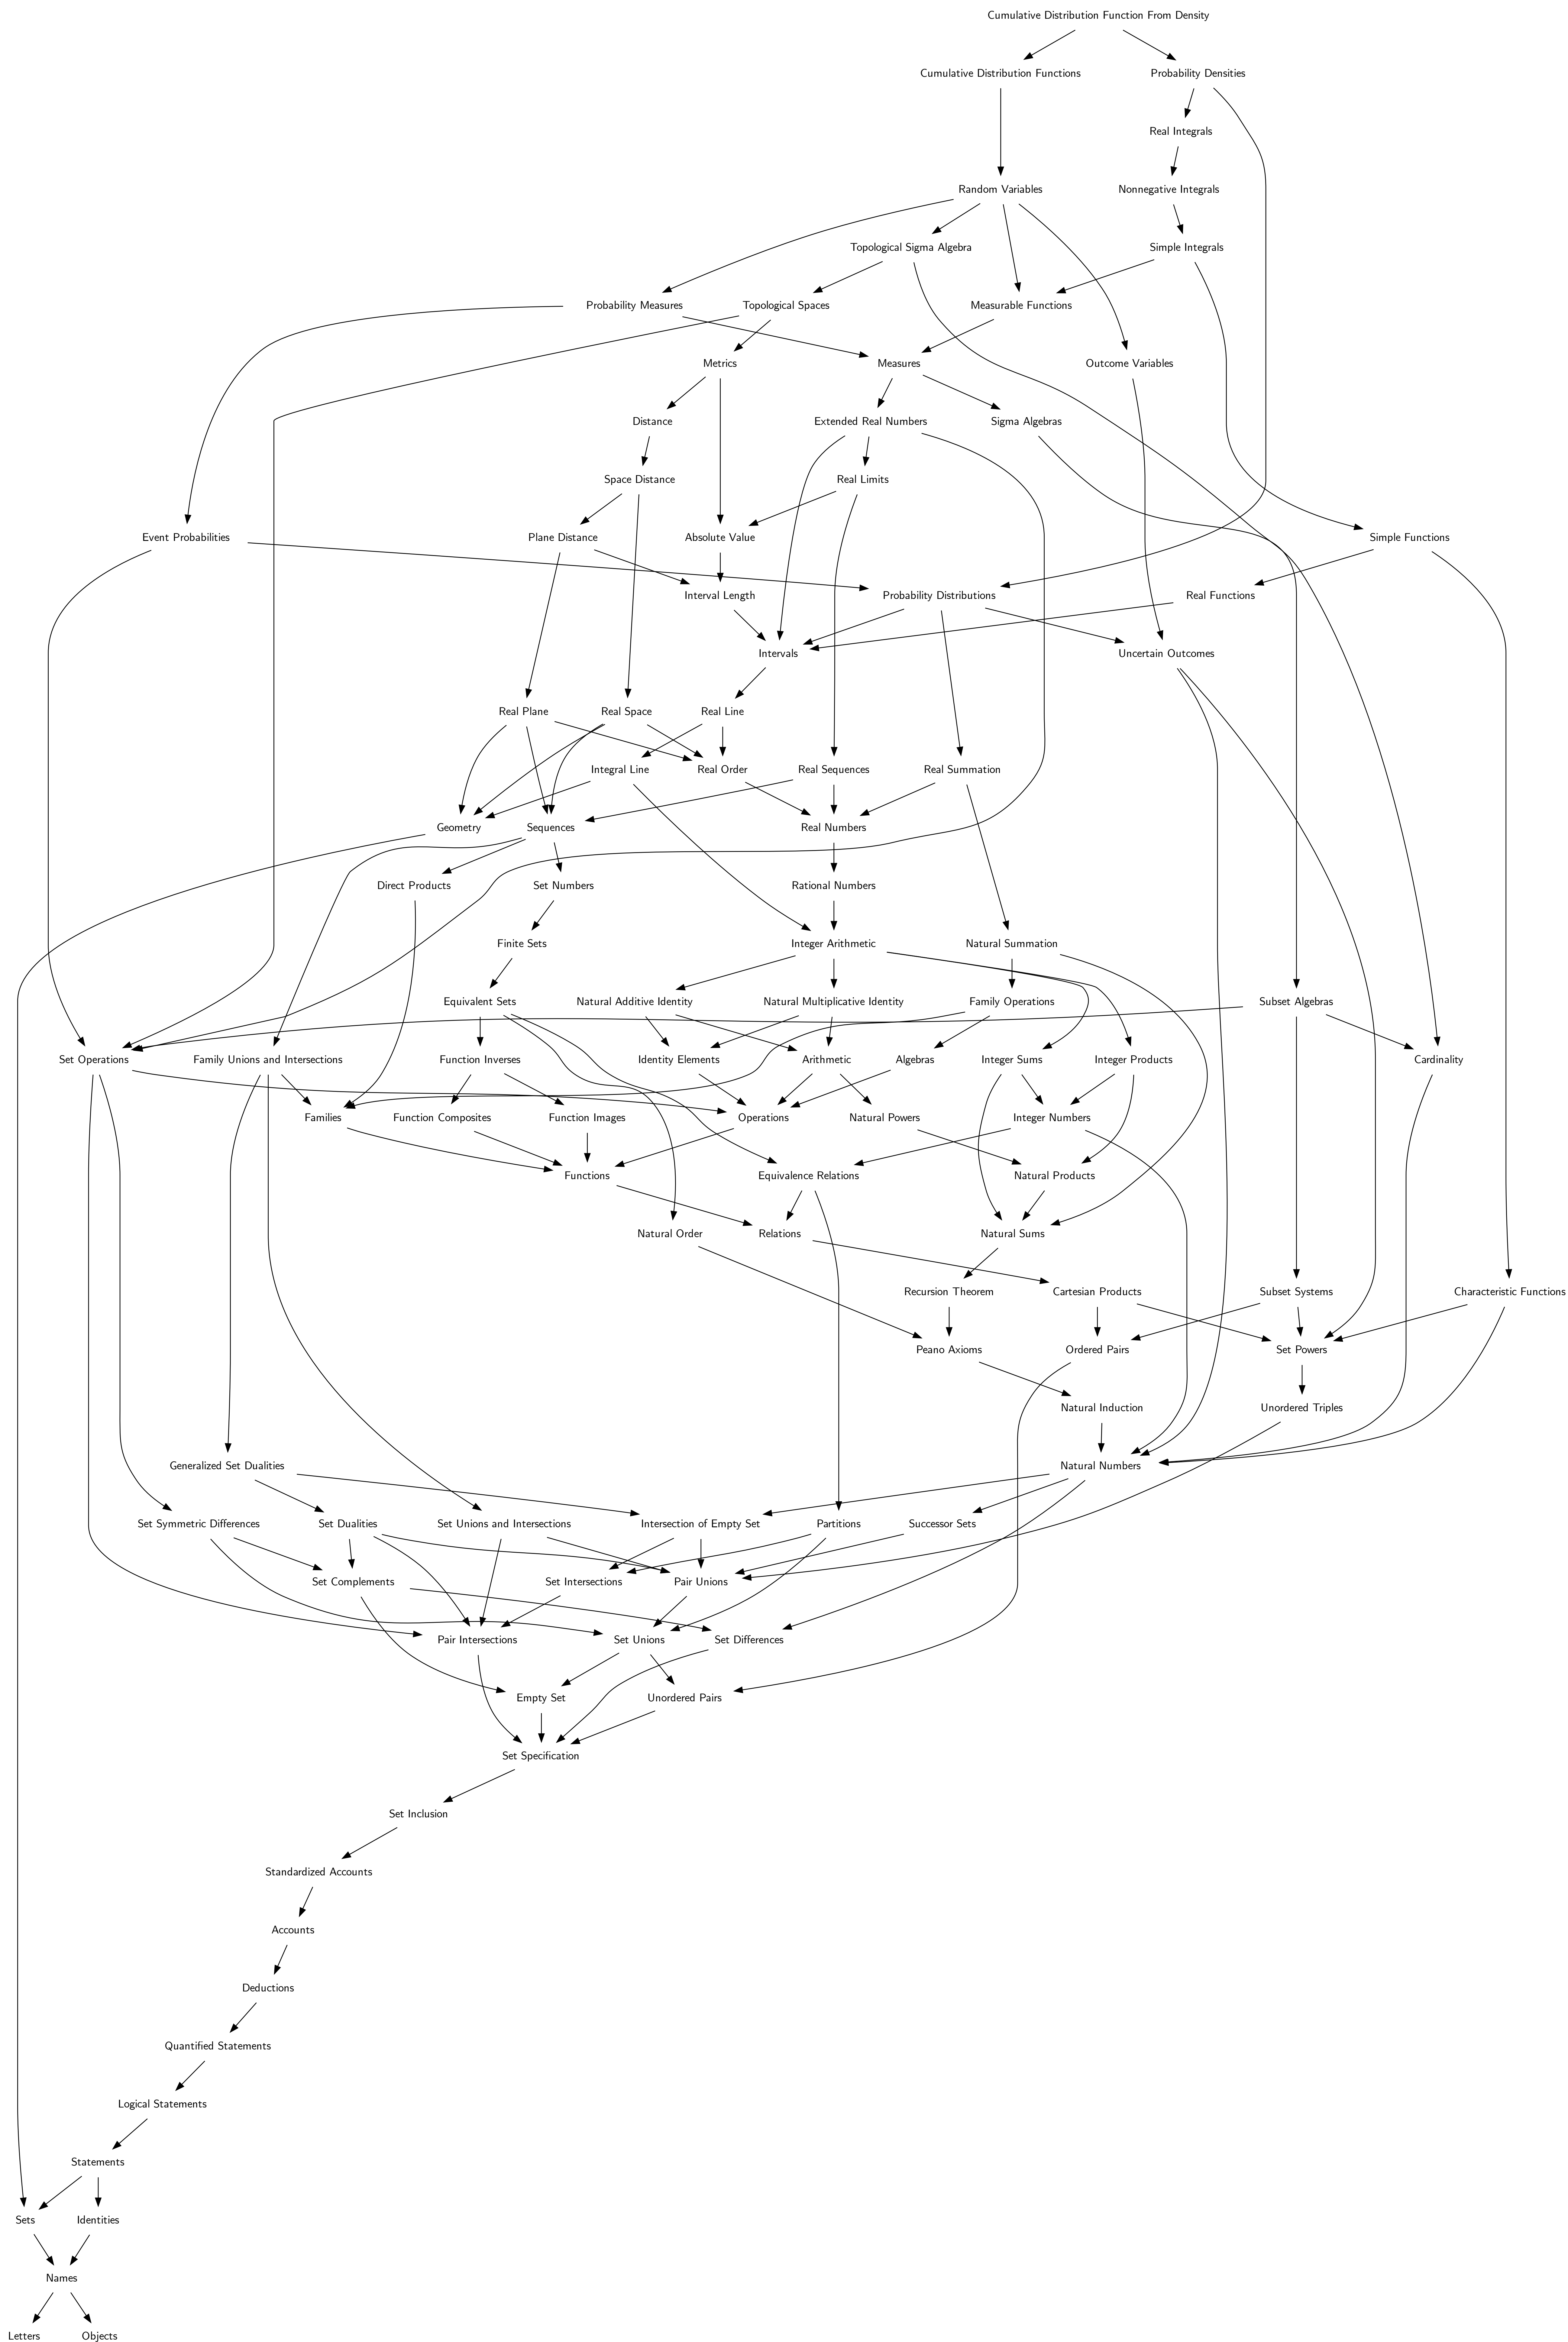 Cumulative Distribution Function From Density
Cumulative Distribution Functions
Probability Densities
Real Integrals
Random Variables
Nonnegative Integrals
Topological Sigma Algebra
Simple Integrals
Probability Measures
Topological Spaces
Measurable Functions
Metrics
Measures
Outcome Variables
Distance
Extended Real Numbers
Sigma Algebras
Space Distance
Real Limits
Event Probabilities
Plane Distance
Absolute Value
Simple Functions
Interval Length
Probability Distributions
Real Functions
Intervals
Uncertain Outcomes
Real Plane
Real Space
Real Line
Integral Line
Real Order
Real Sequences
Real Summation
Geometry
Sequences
Real Numbers
Direct Products
Set Numbers
Rational Numbers
Finite Sets
Integer Arithmetic
Natural Summation
Equivalent Sets
Natural Additive Identity
Natural Multiplicative Identity
Family Operations
Subset Algebras
Set Operations
Family Unions and Intersections
Function Inverses
Identity Elements
Arithmetic
Algebras
Integer Sums
Integer Products
Cardinality
Families
Function Composites
Function Images
Operations
Natural Powers
Integer Numbers
Functions
Equivalence Relations
Natural Products
Natural Order
Relations
Natural Sums
Recursion Theorem
Cartesian Products
Subset Systems
Characteristic Functions
Peano Axioms
Ordered Pairs
Set Powers
Natural Induction
Unordered Triples
Generalized Set Dualities
Natural Numbers
Set Symmetric Differences
Set Dualities
Set Unions and Intersections
Intersection of Empty Set
Partitions
Successor Sets
Set Complements
Set Intersections
Pair Unions
Pair Intersections
Set Unions
Set Differences
Empty Set
Unordered Pairs
Set Specification
Set Inclusion
Standardized Accounts
Accounts
Deductions
Quantified Statements
Logical Statements
Statements
Sets
Identities
Names
Letters
Objects